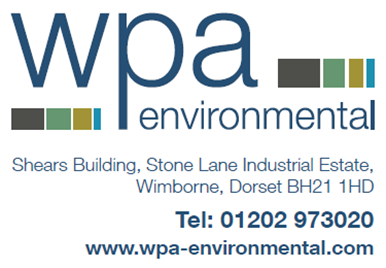 wpa
environmental
Shears Building, Stone Lane Industrial Estate,
Wimborne, Dorset BH21 1HD
Tel: 01202 973020
www.wpa-environmental.com